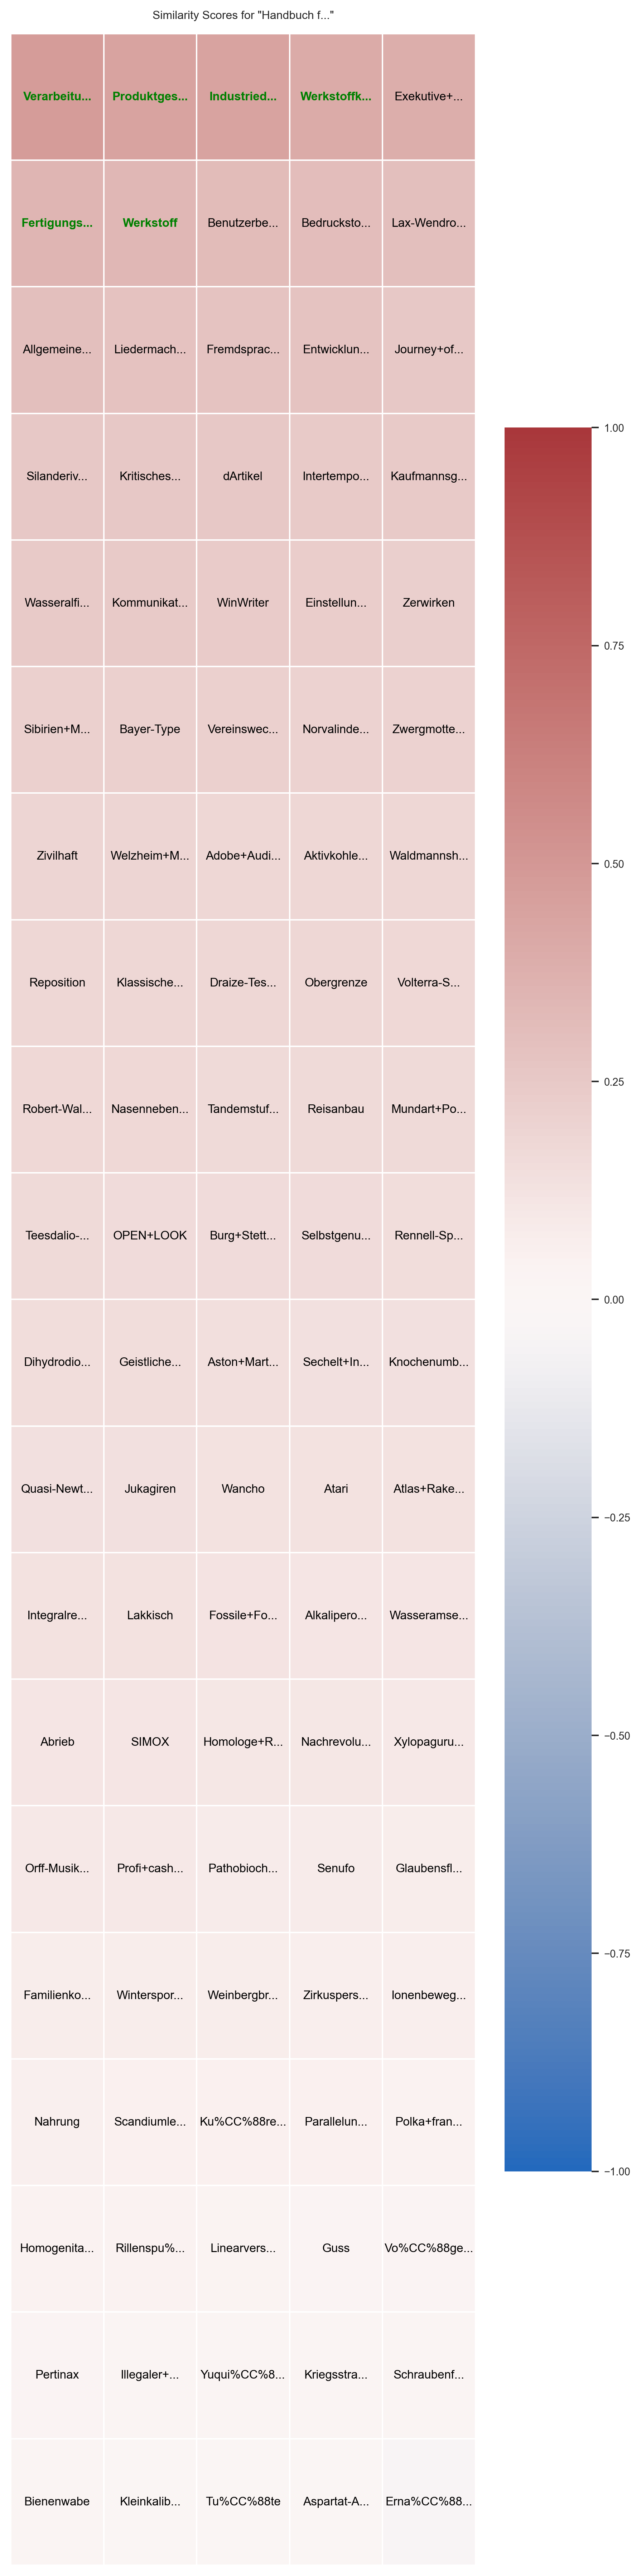 Similarity Scores for "Handbuch f..."
Verarbeitu... Produktges... Industried... Werkstoffk... Exekutive+...
Fertigungs... Werkstoff Benutzerbe... Bedrucksto... Lax-Wendro...
Allgemeine... Liedermach... Fremdsprac... Entwicklun... Journey+of...
1.00
Silanderiv... Kritisches... dArtikel Intertempo... Kaufmannsg...
Wasseralfi... Kommunikat... WinWriter Einstellun... Zerwirken
0.75
Sibirien+M... Bayer-Type Vereinswec... Norvalinde... Zwergmotte...
Zivilhaft Welzheim+M... Adobe+Audi... Aktivkohle... Waldmannsh...
0.50
Reposition Klassische... Draize-Tes... Obergrenze Volterra-S...
0.25
Robert-Wal... Nasenneben... Tandemstuf... Reisanbau Mundart+Po...
Teesdalio-... OPEN+LOOK Burg+Stett... Selbstgenu... Rennell-Sp...
0.00
Dihydrodio... Geistliche... Aston+Mart... Sechelt+In... Knochenumb...
Quasi-Newt... Jukagiren Wancho Atari Atlas+Rake...
−0.25
Integralre... Lakkisch Fossile+Fo... Alkalipero... Wasseramse...
−0.50
Abrieb SIMOX Homologe+R... Nachrevolu... Xylopaguru...
Orff-Musik... Profi+cash... Pathobioch... Senufo Glaubensfl...
−0.75
Familienko... Winterspor... Weinbergbr... Zirkuspers... Ionenbeweg...
Nahrung Scandiumle... Ku%CC%88re... Parallelun... Polka+fran...
−1.00
Homogenita... Rillenspu%... Linearvers... Guss Vo%CC%88ge...
Pertinax Illegaler+... Yuqui%CC%8... Kriegsstra... Schraubenf...
Bienenwabe Kleinkalib... Tu%CC%88te Aspartat-A... Erna%CC%88...